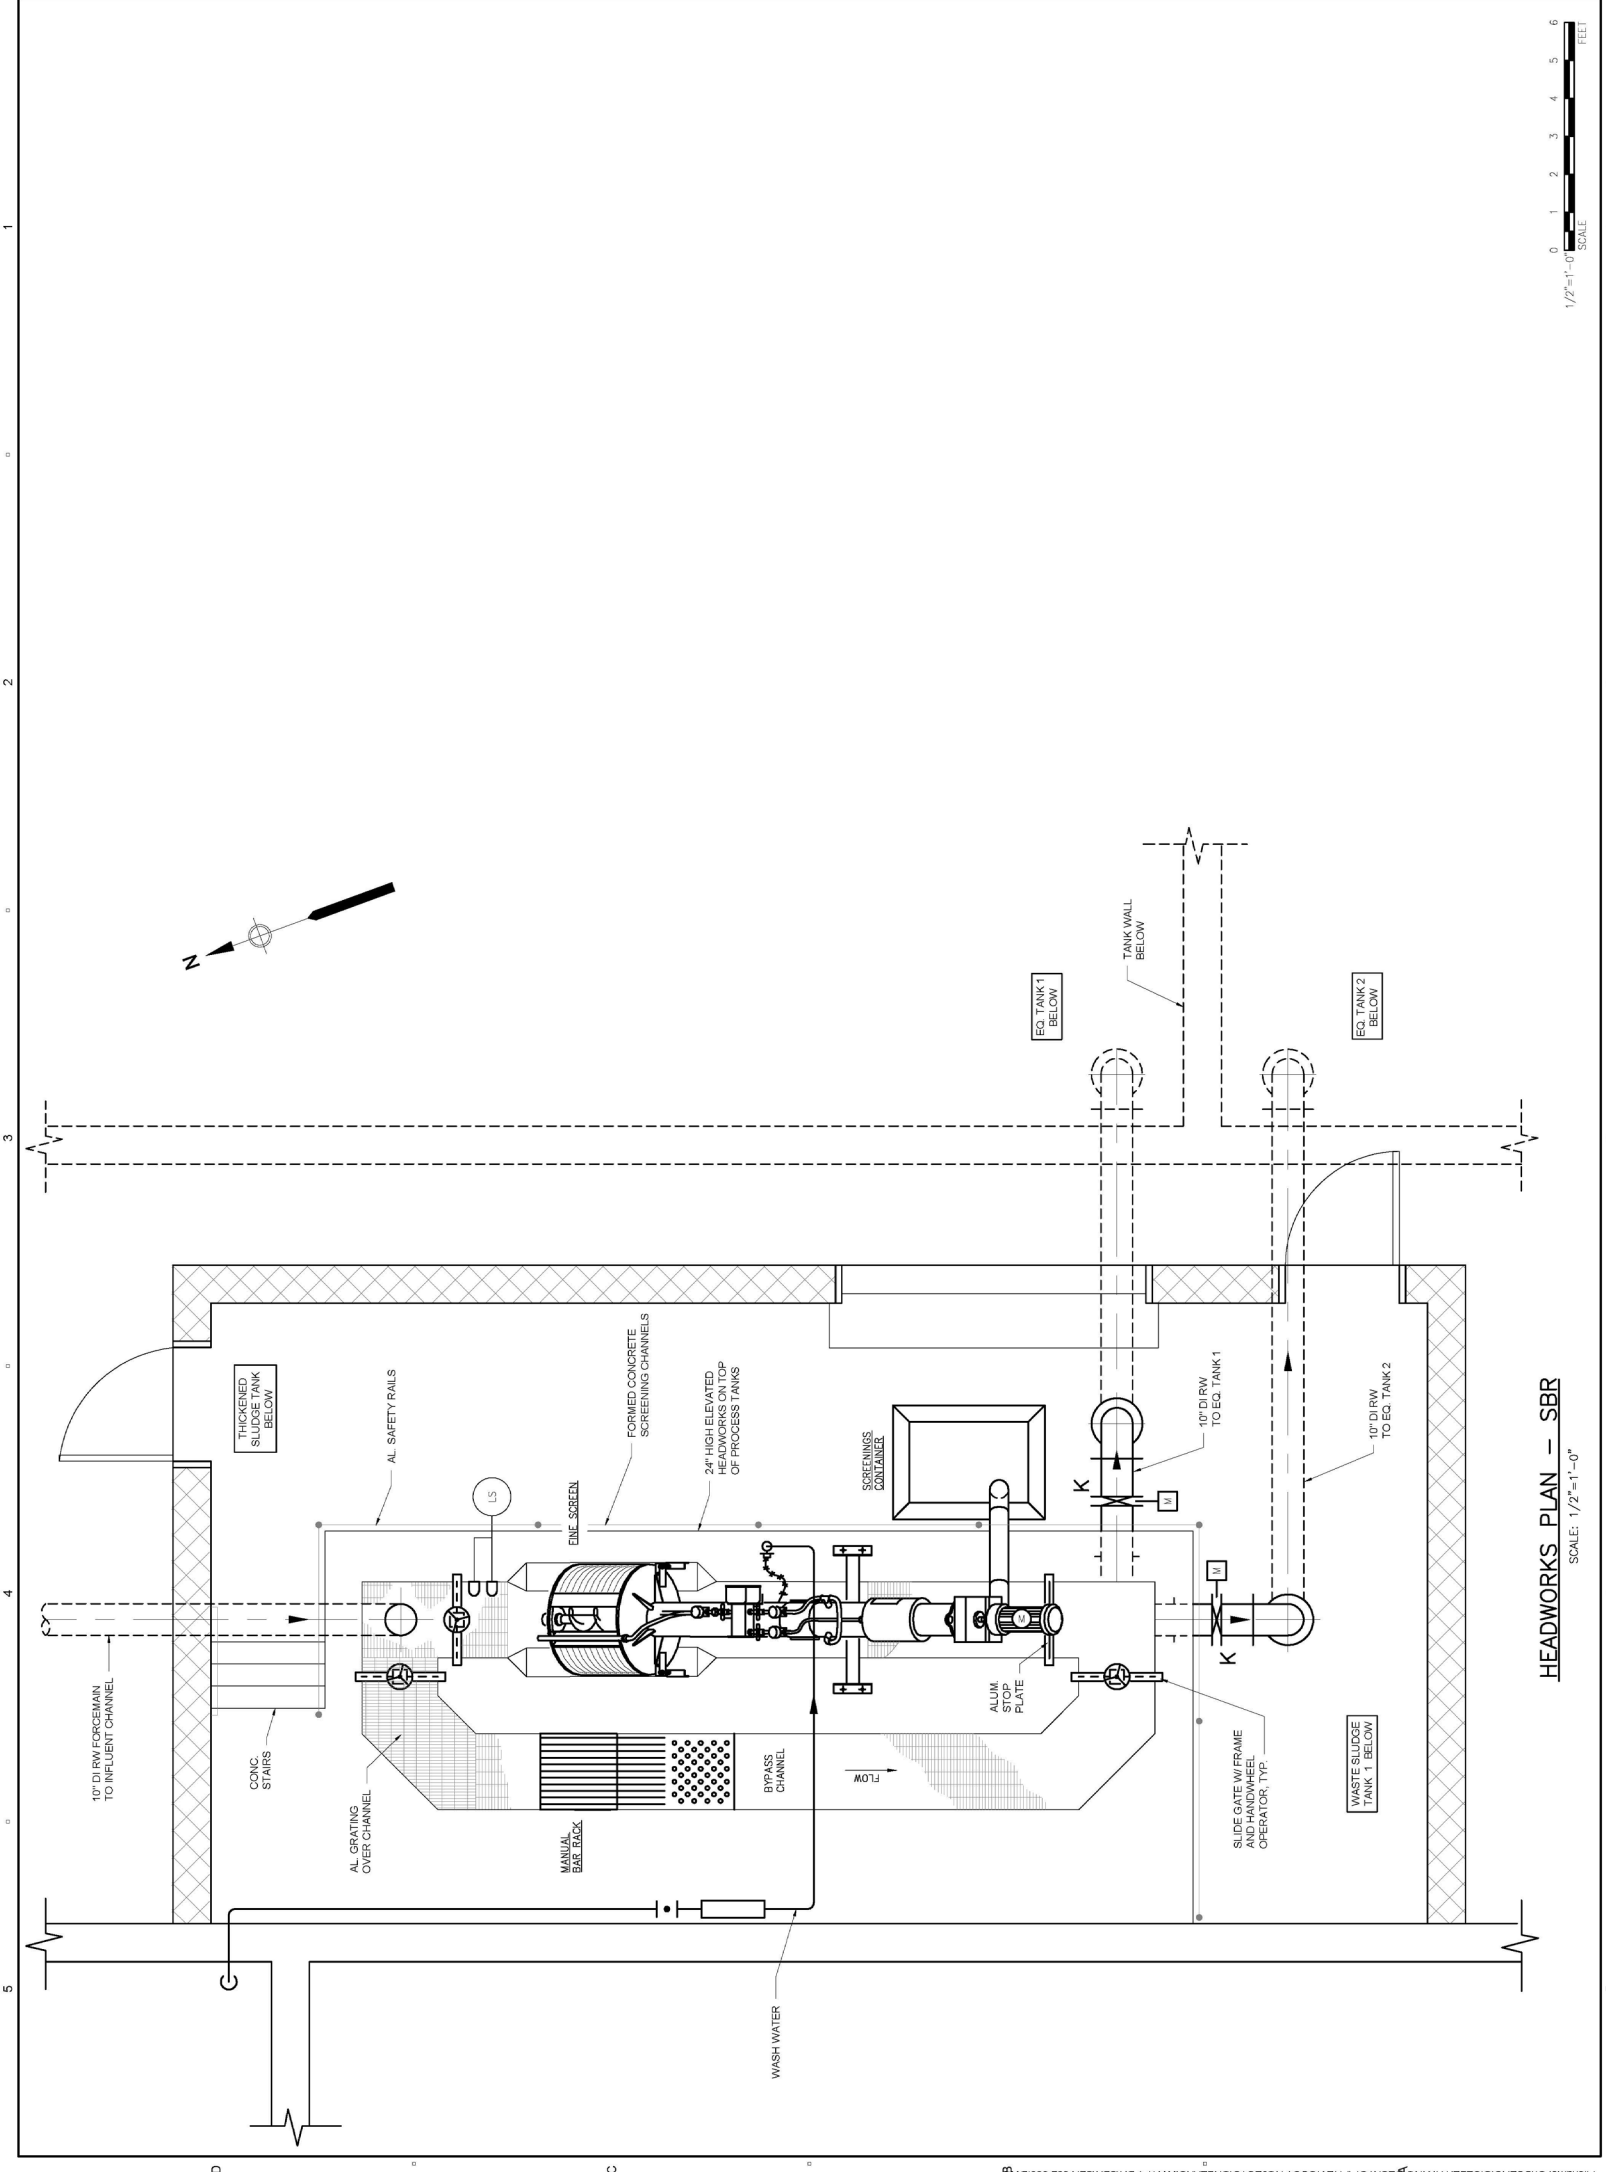 10" DI RW FORCEMAIN
TO INFLUENT CHANNEL
CONC.
STAIRS
AL. GRATING
OVER CHANNEL
THICKENED
SLUDGE TANK
BELOW
AL. SAFETY RAILS
LS
FINE SCREEN
FORMED CONCRETE
SCREENING CHANNELS
24" HIGH ELEVATED
HEADWORKS ON TOP
OF PROCESS TANKS
MANUAL
BAR RACK
BYPASS
CHANNEL
FLOW
WASH WATER
SCREENINGS
CONTAINER
ALUM.
STOP
PLATE
M
K
M
K
M
10" DI RW
TO EQ. TANK 1
10" DI RW
TO EQ. TANK 2
SLIDE GATE W/ FRAME
AND HANDWHEEL
OPERATOR, TYP.
WASTE SLUDGE
TANK 1 BELOW
EQ. TANK 1
BELOW
TANK WALL
BELOW
EQ. TANK 2
BELOW
N
HEADWORKS PLAN – SBR
SCALE: 1/2"=1'-0"
1/2"=1'-0"
0 1 2 3 4 5 6
SCALE FEET
5 4 3 2 1
D
C
B
A